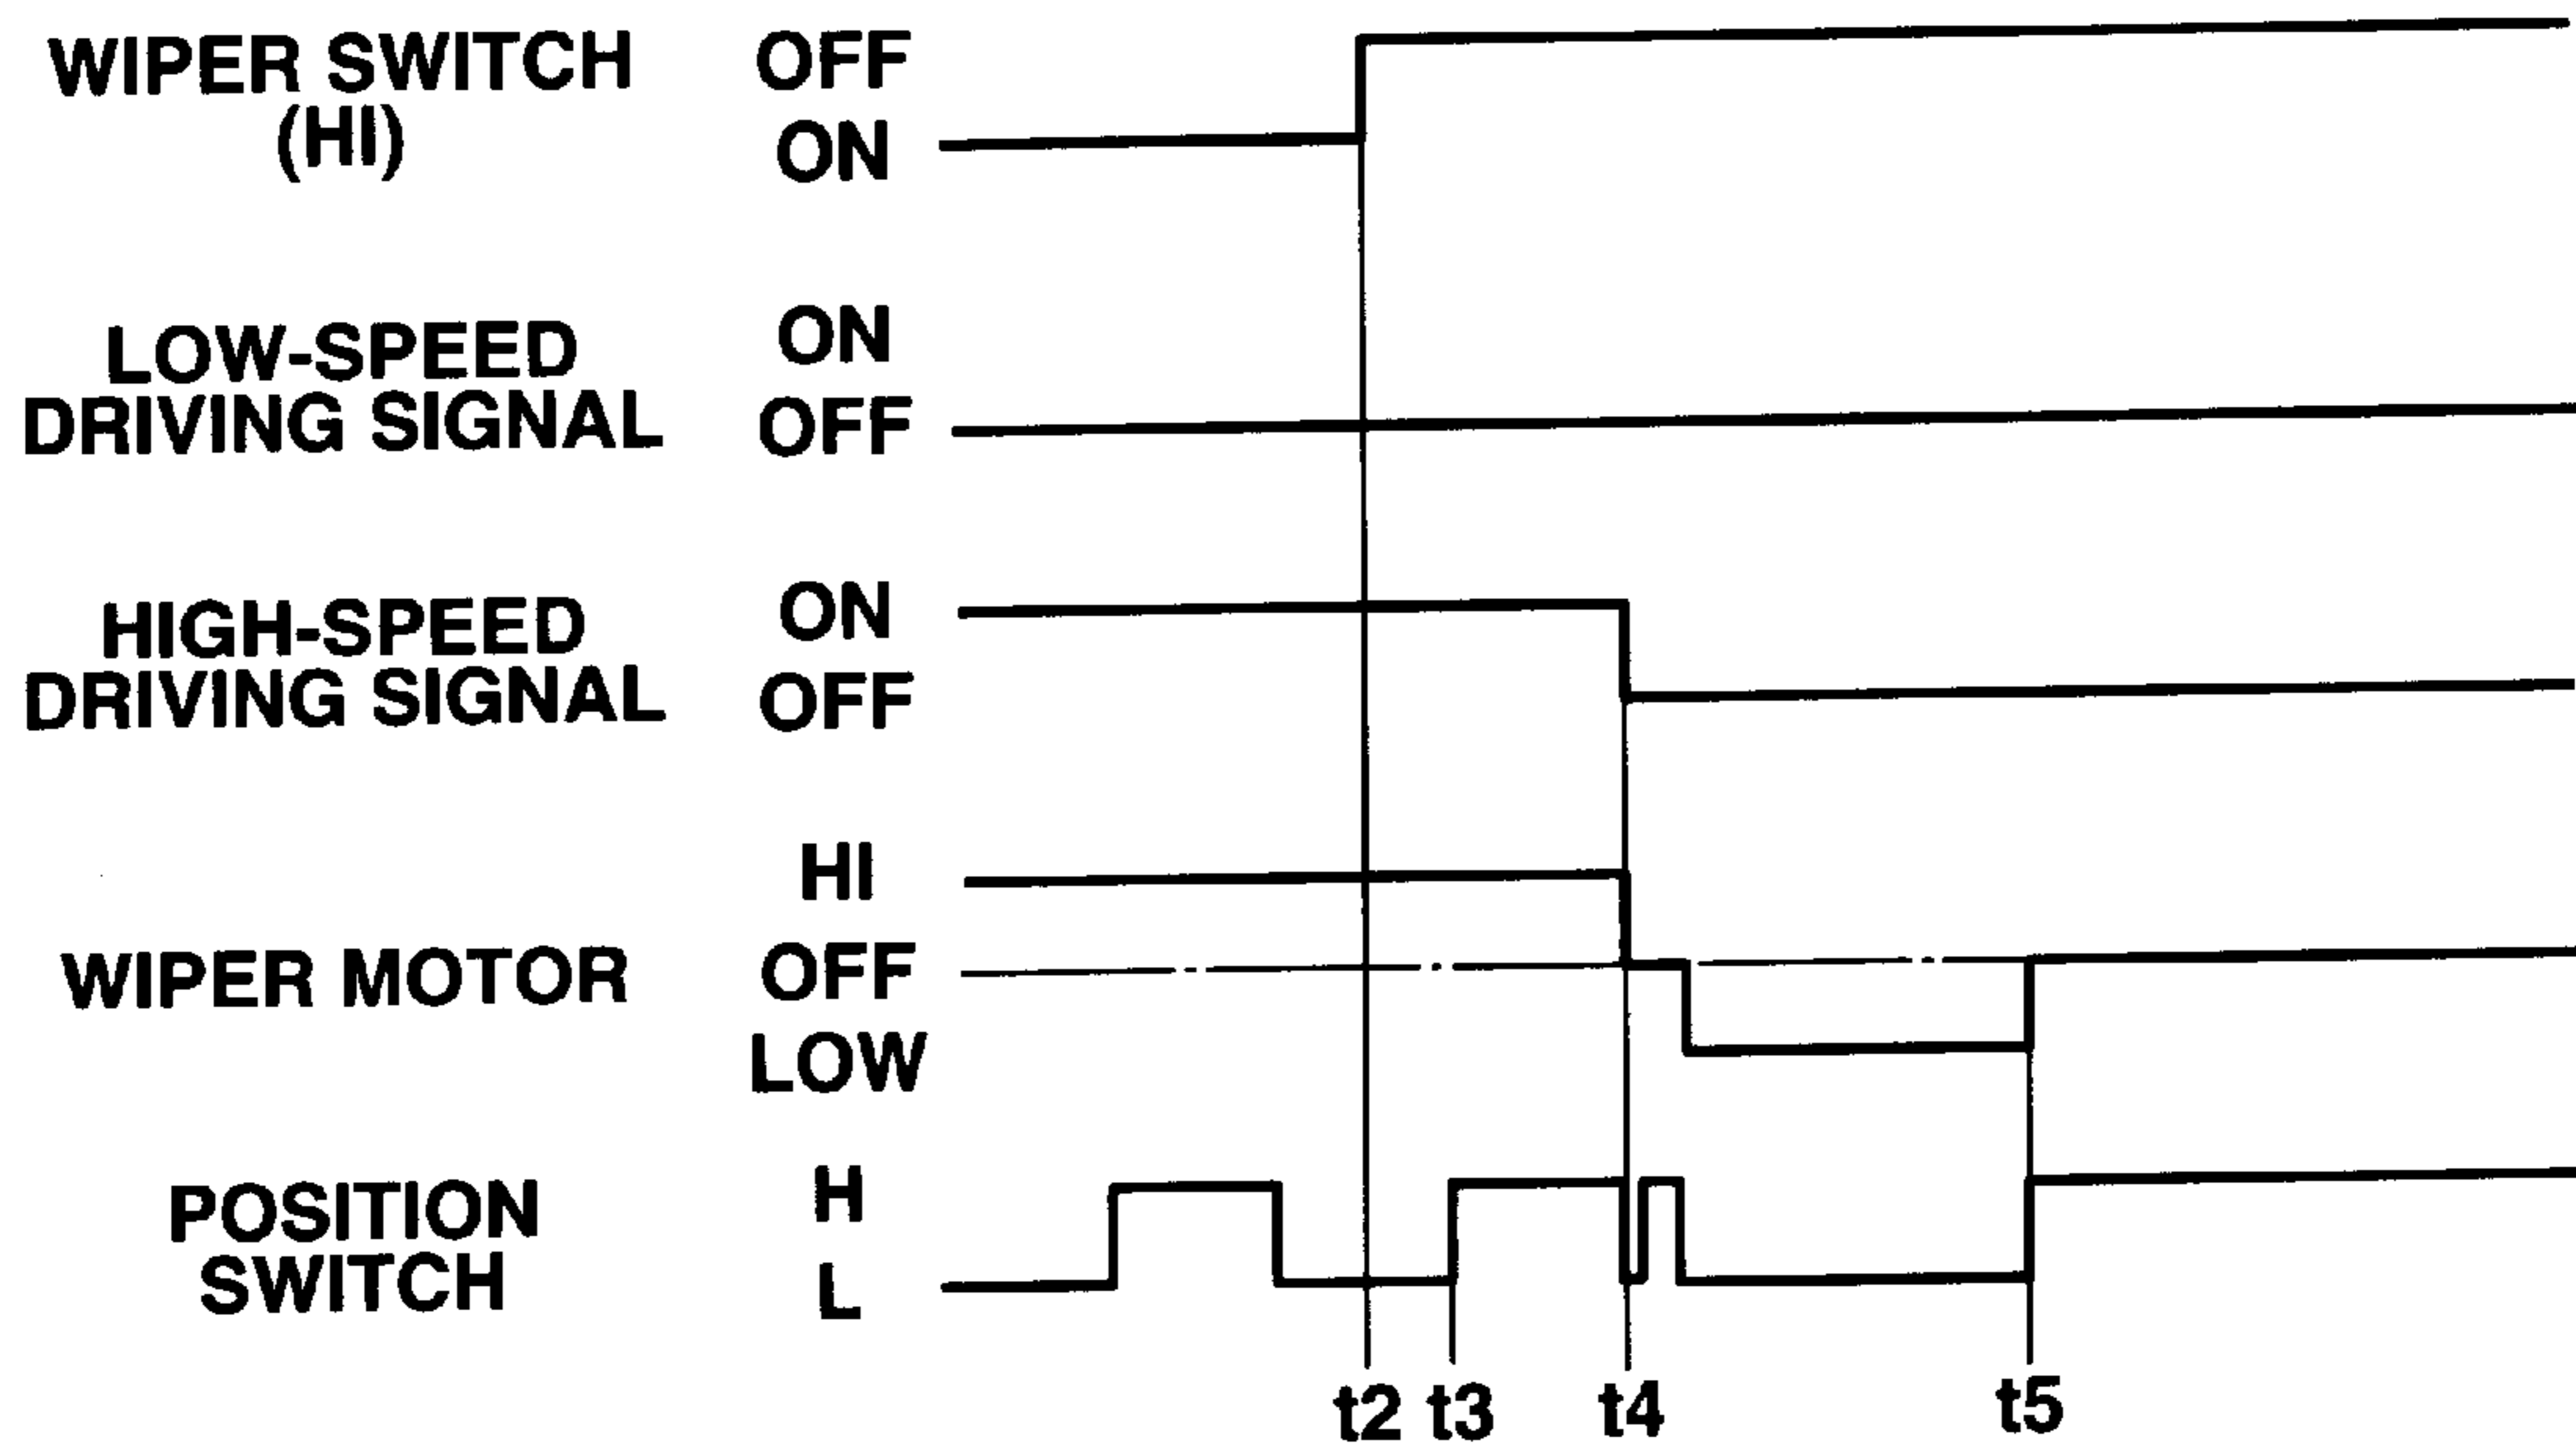 WIPER SWITCH
(HI)
OFF
ON
LOW-SPEED
DRIVING SIGNAL
ON
OFF
HIGH-SPEED
DRIVING SIGNAL
ON
OFF
WIPER MOTOR
HI
OFF
LOW
POSITION
SWITCH
H
L
t2 t3 t4 t5